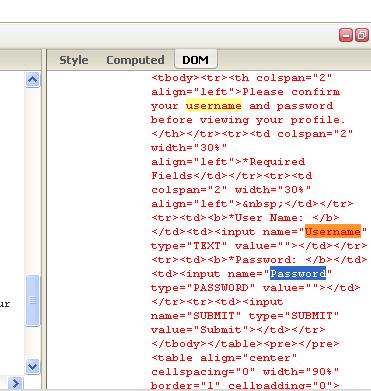 Style Computed DOM
<tbody><tr><th colspan="2"
align="left">Please confirm
your username and password
before viewing your profile.
</th></tr><tr><td colspan="2"
width="30%"
align="left">*Required
Fields</td></tr><tr><td
colspan="2" width="30%"
align="left">&nbsp;</td></tr>
<tr><td><b>*User Name: </b>
</td><td><input name="Username"
type="TEXT" value=""></td></tr>
<tr><td><b>*Password: </b></td>
<td><input name="Password"
type="PASSWORD" value=""></td>
</tr><tr><td><input
name="SUBMIT" type="SUBMIT"
value="Submit"></td></tr>
</tbody></table><pre></pre>
<table align="center"
cellspacing="0" width="90%"
border="1" cellpadding="0">
ur